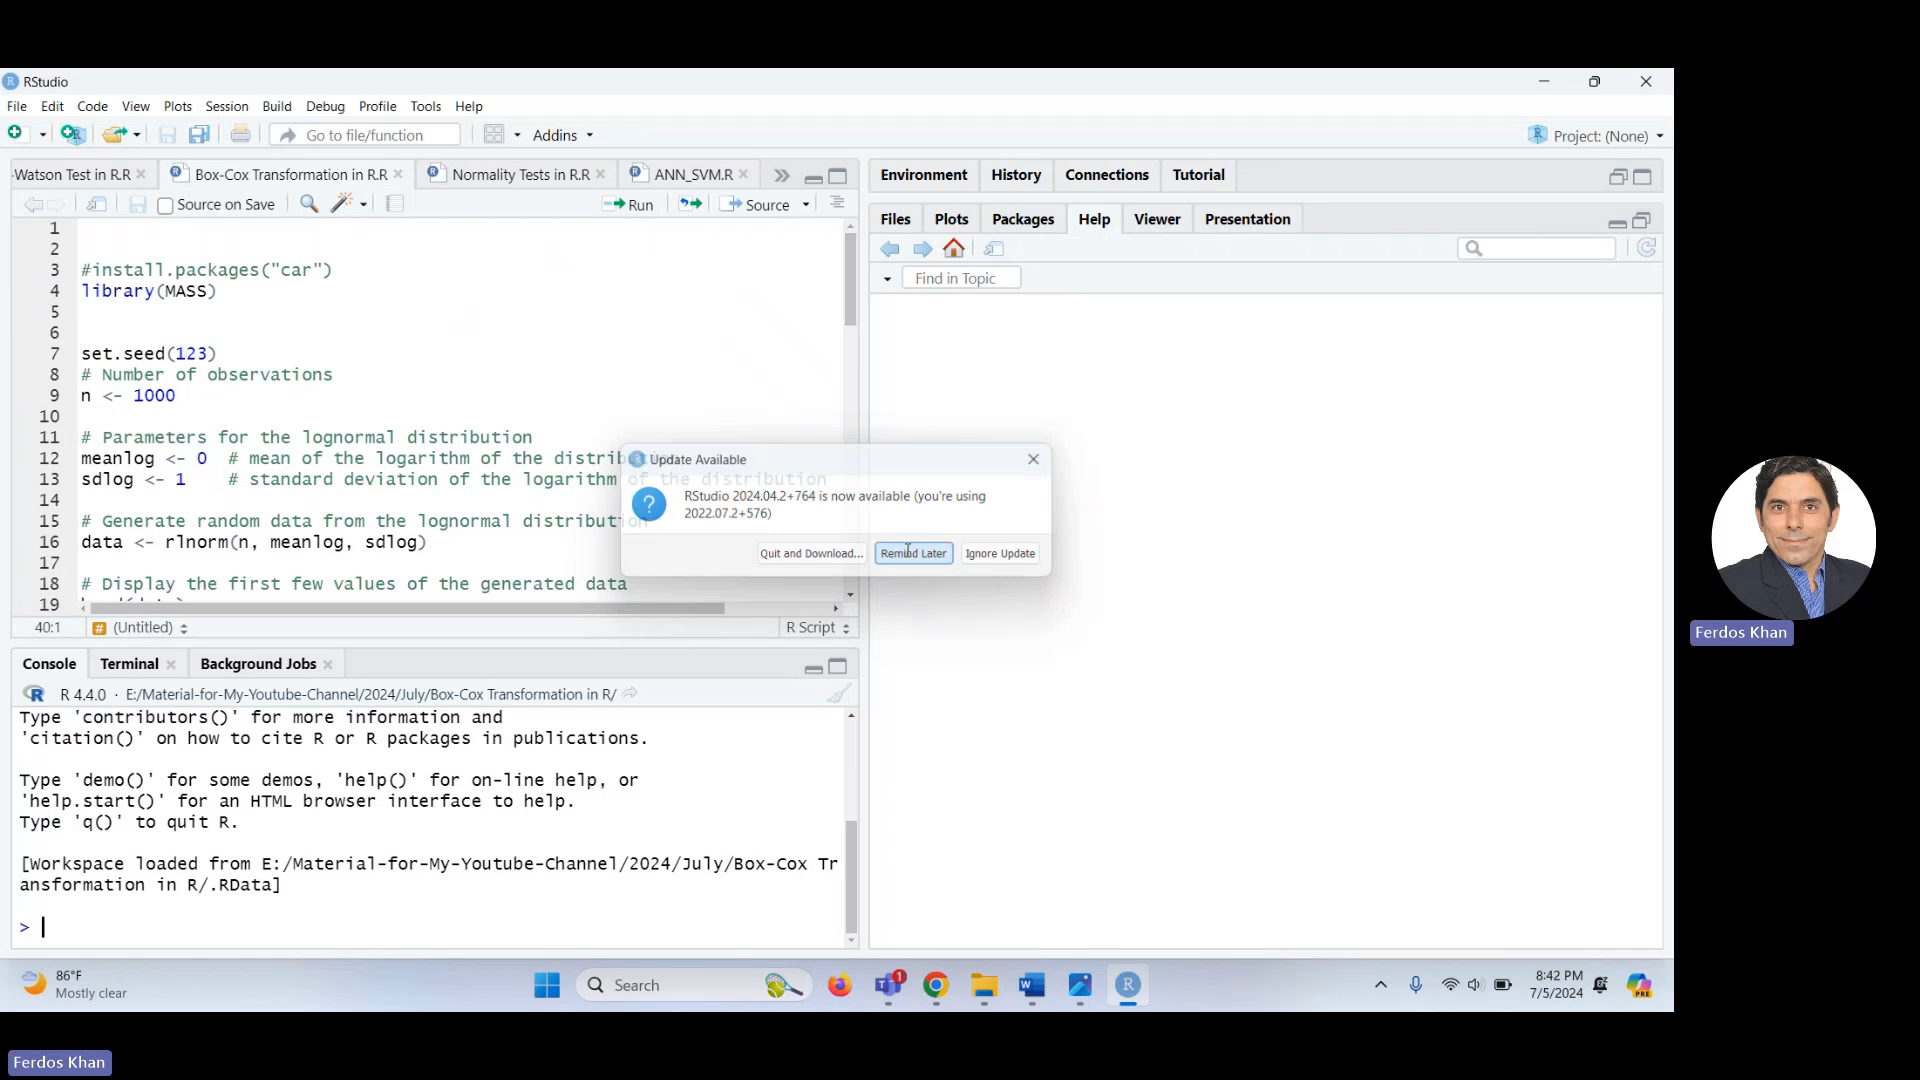 RStudio
File Edit Code View Plots Session Build Debug Profile Tools Help
Go to file/function Addins Project: (None)
Watson Test in R.R Box-Cox Transformation in R.R Normality Tests in R.R ANN_SVM.R
Source on Save Run Source
1
2
3 #install.packages("car")
4 library(MASS)
5
6
7 set.seed(123)
8 # Number of observations
9 n <- 1000
10
11 # Parameters for the lognormal distribution
12 meanlog <- 0 # mean of the logarithm of the distrib
13 sdlog <- 1 # standard deviation of the logarithm of the distribution
14
15 # Generate random data from the lognormal distribution
16 data <- rlnorm(n, meanlog, sdlog)
17
18 # Display the first few values of the generated data
19
40:1 (Untitled) R Script
Environment History Connections Tutorial
Files Plots Packages Help Viewer Presentation
Find in Topic
Update Available
RStudio 2024.04.2+764 is now available (you're using
2022.07.2+576)
Quit and Download... Remind Later Ignore Update
Console Terminal Background Jobs
R 4.4.0 · E:/Material-for-My-Youtube-Channel/2024/July/Box-Cox Transformation in R/
Type 'contributors()' for more information and
'citation()' on how to cite R or R packages in publications.
Type 'demo()' for some demos, 'help()' for on-line help, or
'help.start()' for an HTML browser interface to help.
Type 'q()' to quit R.
[Workspace loaded from E:/Material-for-My-Youtube-Channel/2024/July/Box-Cox Tr
ansformation in R/.RData]
>
86°F
Mostly clear
Search
1
8:42 PM
7/5/2024
PRE
Ferdos Khan
Ferdos Khan